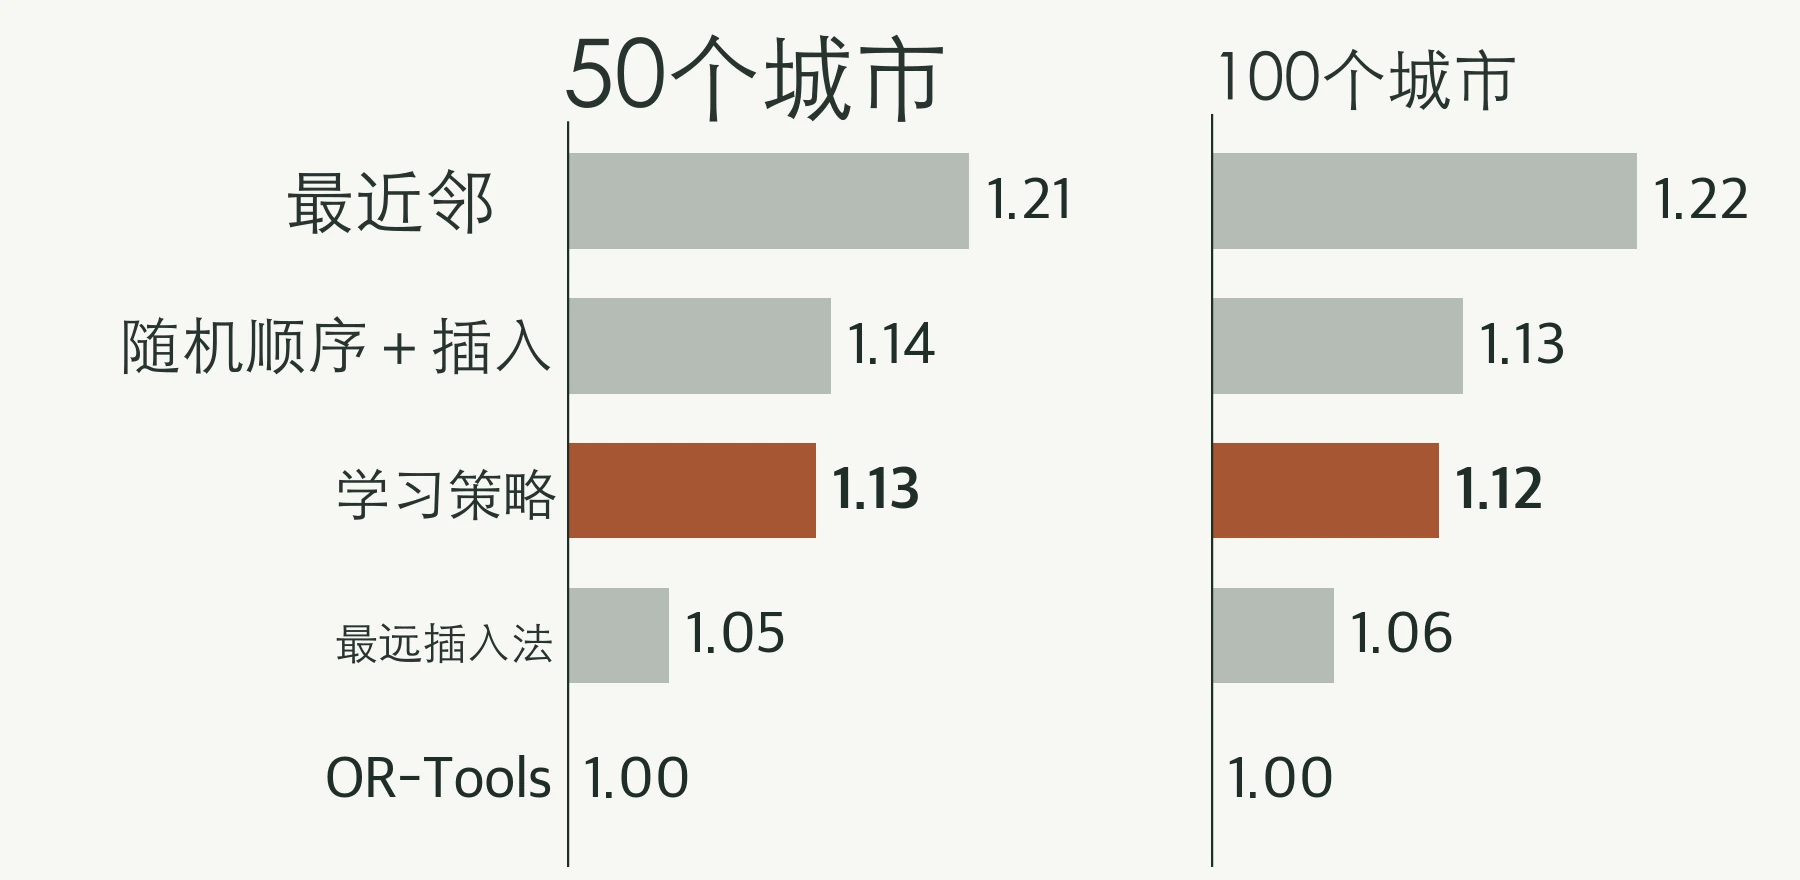 50个城市 100个城市
最近邻 1.21 1.22
随机顺序 + 插入 1.14 1.13
学习策略 1.13 1.12
最远插入法 1.05 1.06
OR-Tools 1.00 1.00